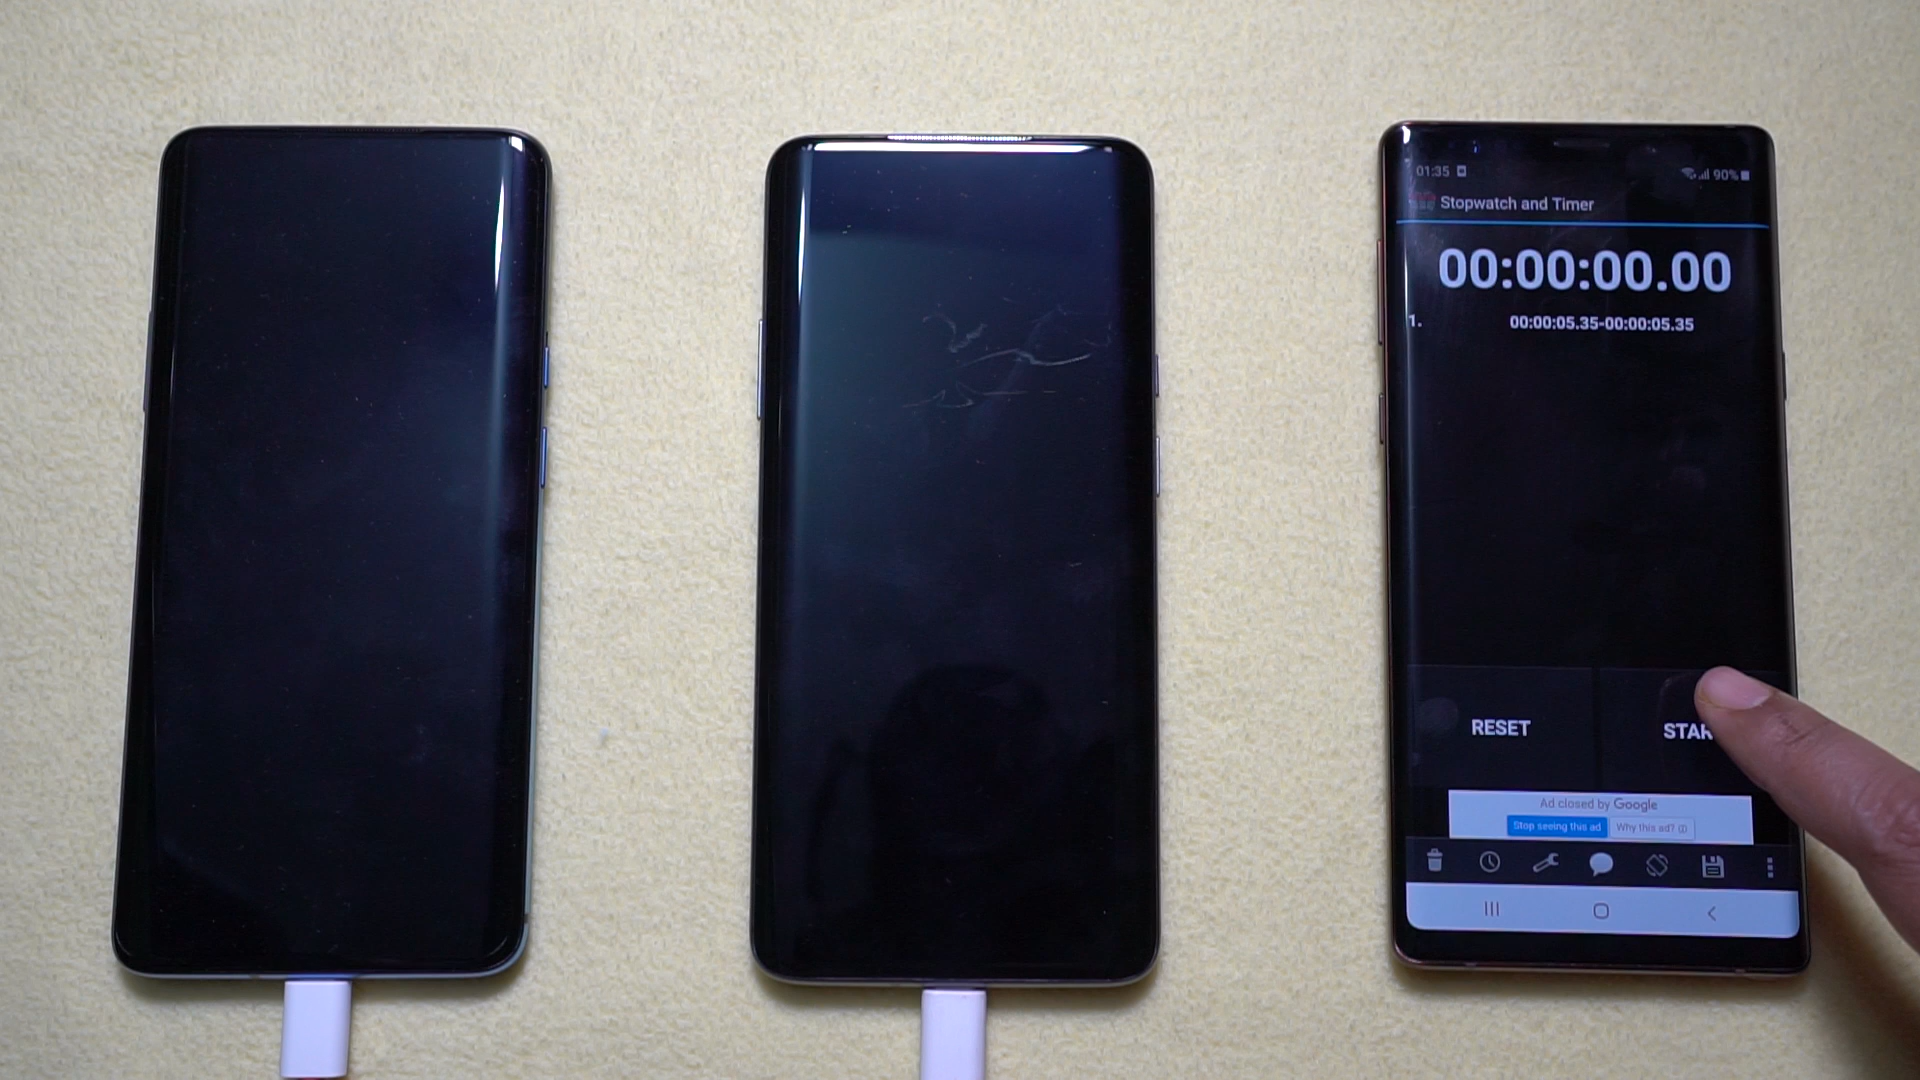 01:35
90%
Stopwatch and Timer
00:00:00.00
1. 00:00:05.35-00:00:05.35
RESET
STAR
Ad closed by Google
Stop seeing this ad
Why this ad?